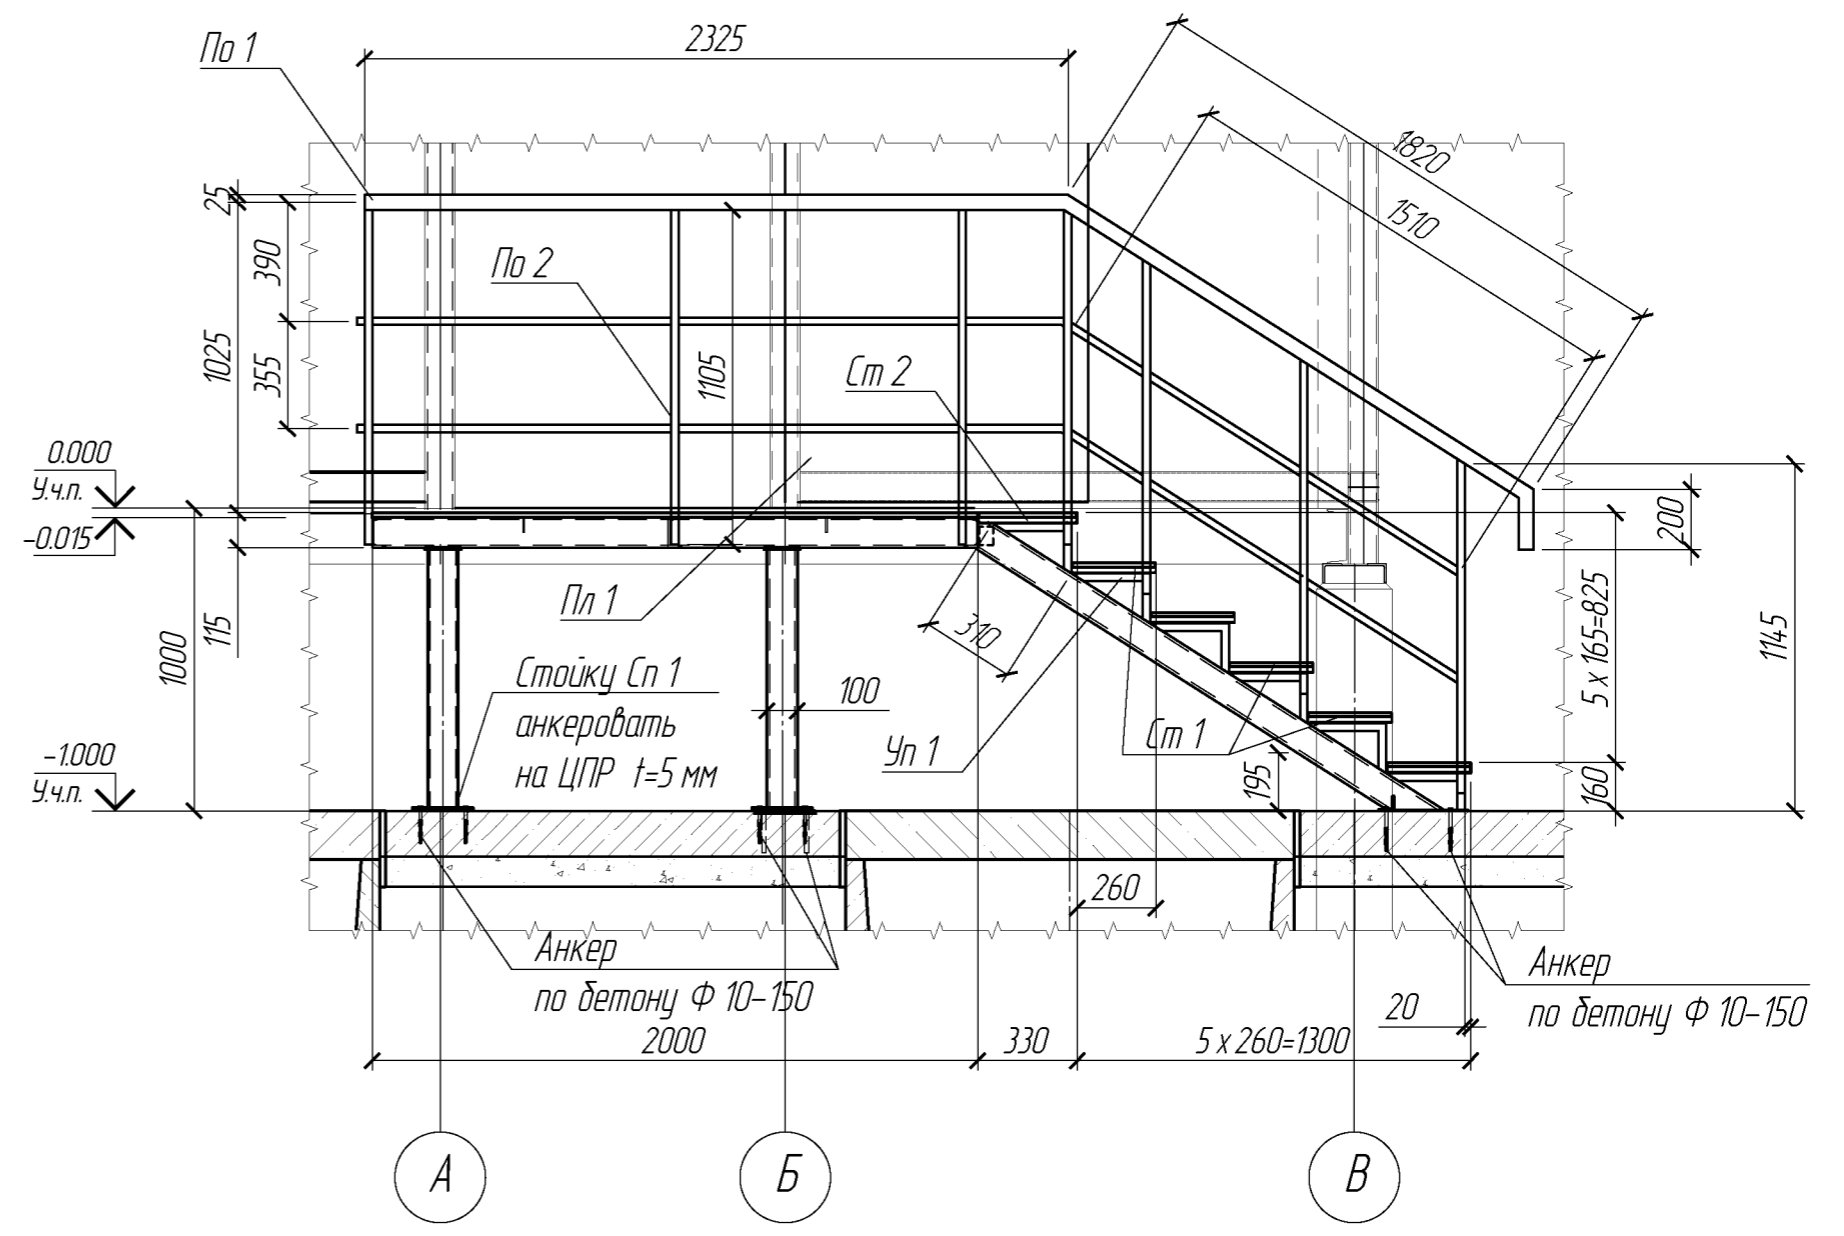 По 1
2325
1820
1510
25
390
355
1025
1105
По 2
Ст 2
0.000
У.ч.п.
-0.015
115
1000
Пл 1
310
200
5 х 165=825
1145
Стойку Сп 1
анкеровать
на ЦПР t=5 мм
100
Уп 1
Ст 1
195
160
-1.000
У.ч.п.
260
Анкер
по бетону Ф 10-150
Анкер
по бетону Ф 10-150
20
2000
330
5 х 260=1300
А
Б
В